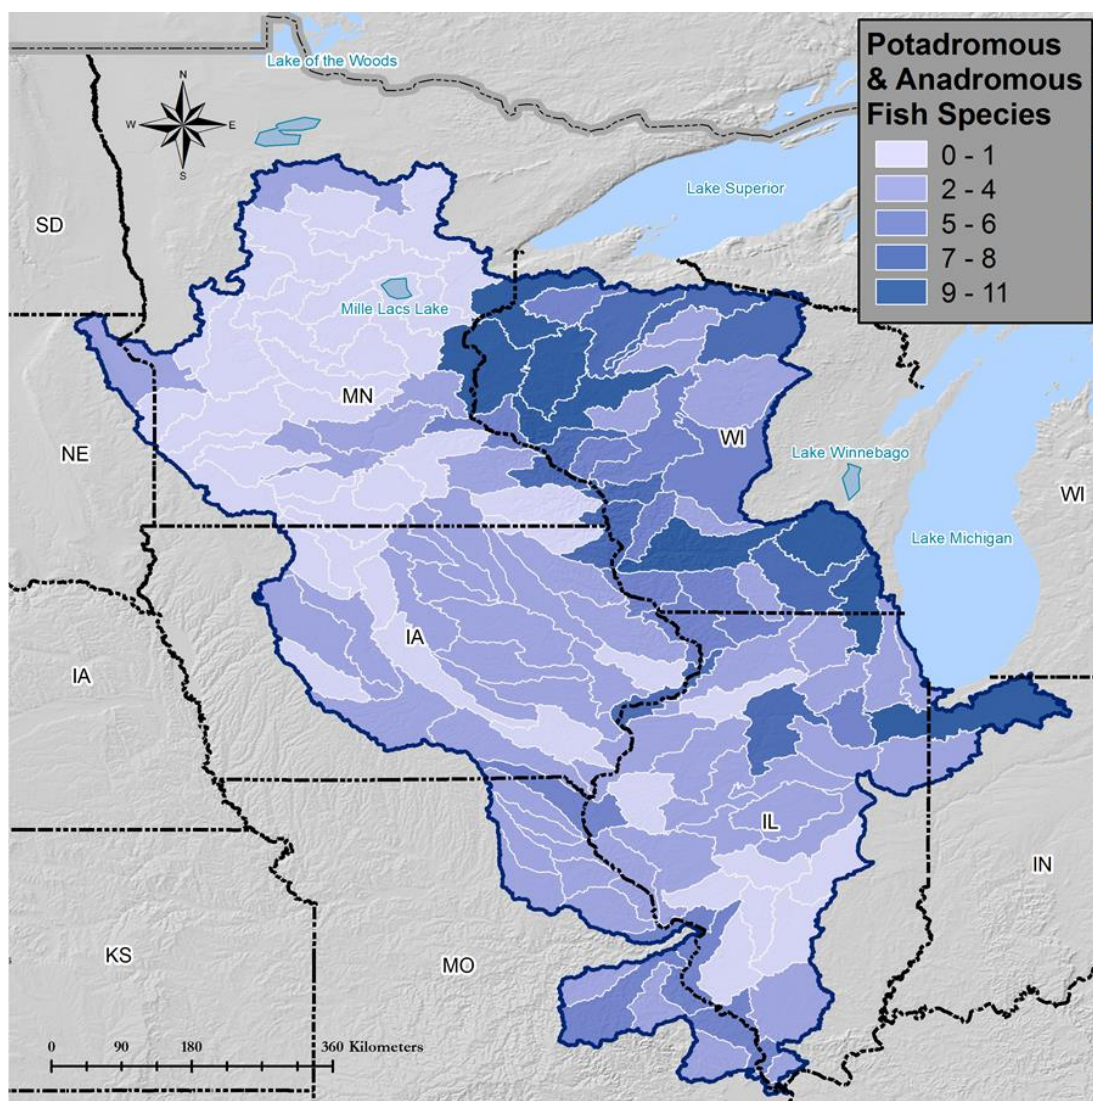 Potadromous
& Anadromous
Fish Species
0 - 1
2 - 4
5 - 6
7 - 8
9 - 11
Lake of the Woods
N
W E
S
Lake Superior
SD
Mille Lacs Lake
MN
NE
WI
Lake Winnebago
WI
Lake Michigan
IA
IA
IL
IN
KS
MO
0 90 180 360 Kilometers